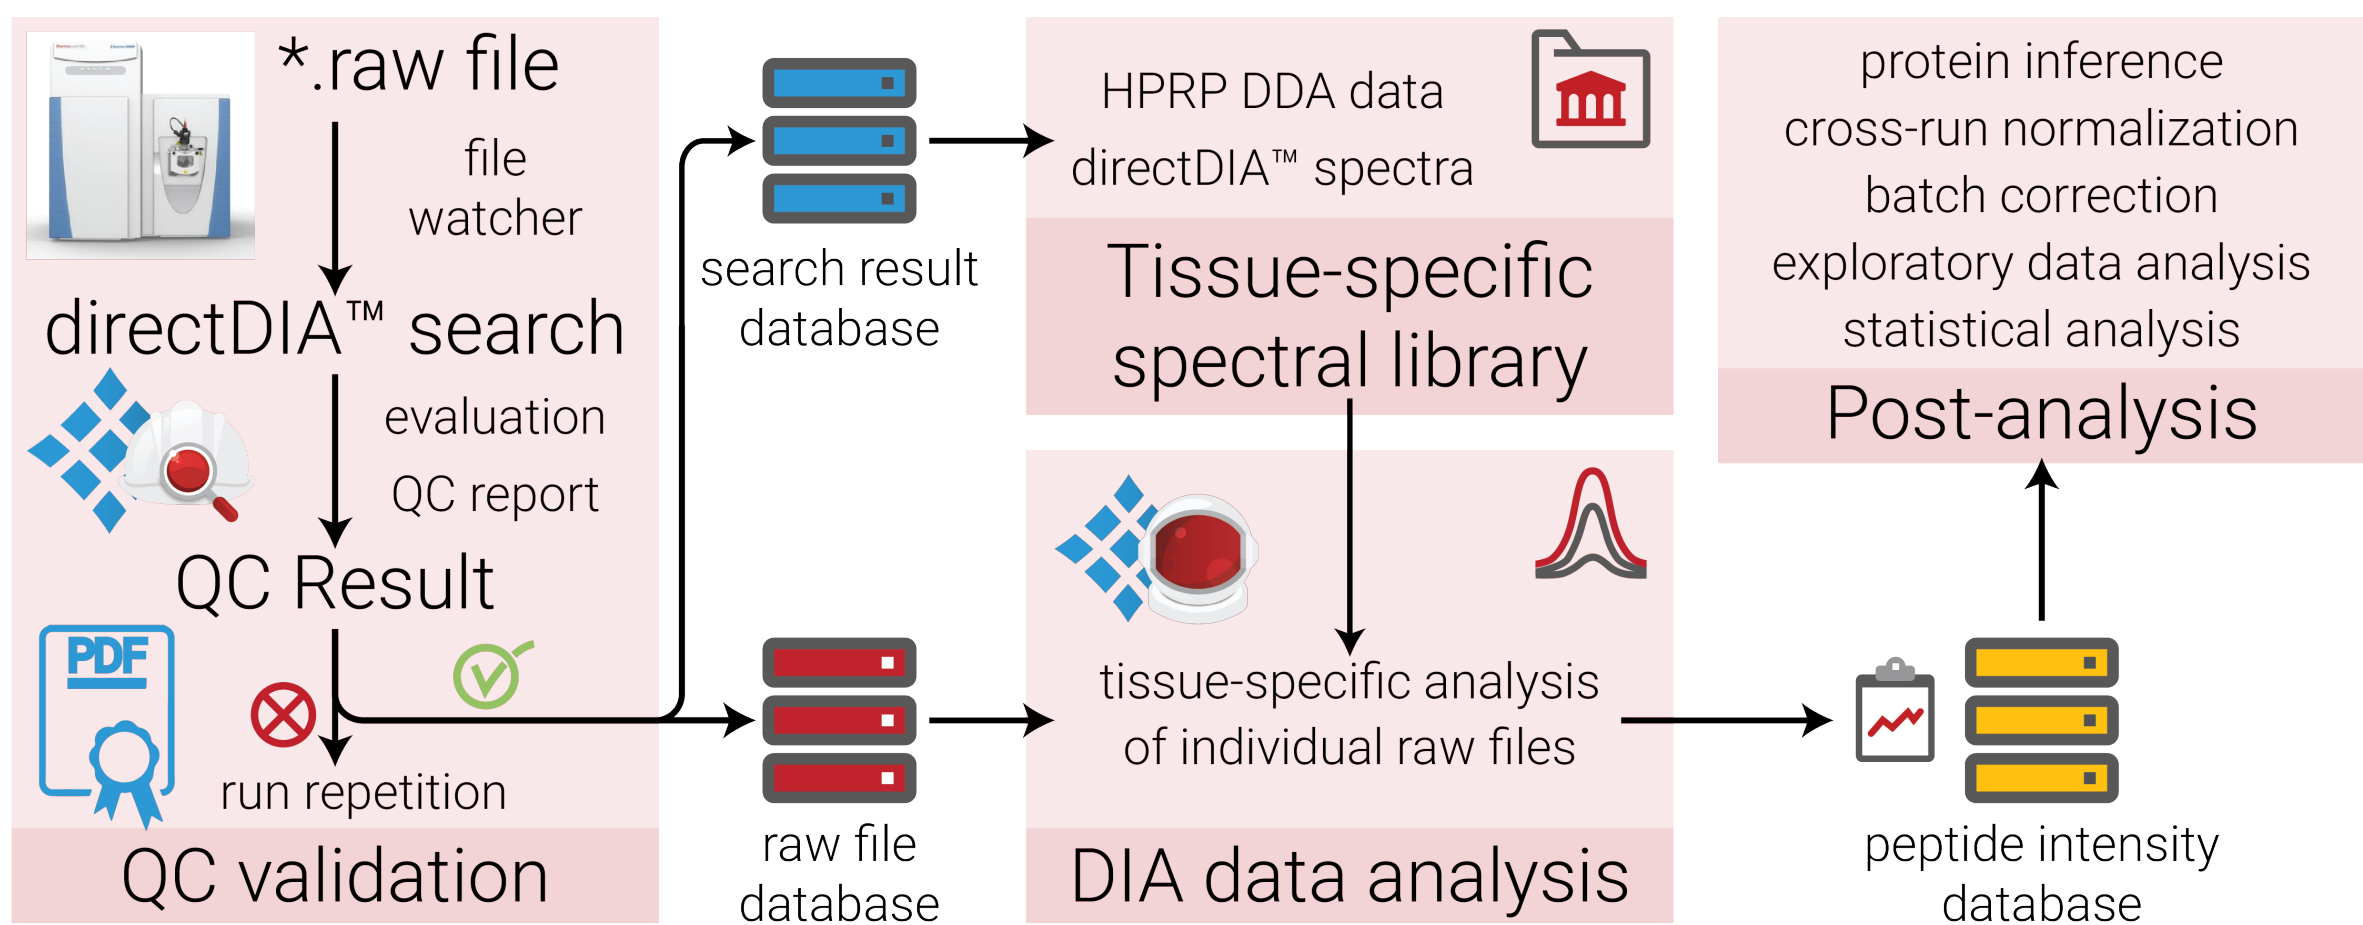 *.raw file
file
watcher
directDIA™ search
evaluation
QC report
QC Result
PDF
run repetition
QC validation
search result
database
raw file
database
HPRP DDA data
directDIA™ spectra
Tissue-specific
spectral library
tissue-specific analysis
of individual raw files
DIA data analysis
protein inference
cross-run normalization
batch correction
exploratory data analysis
statistical analysis
Post-analysis
peptide intensity
database